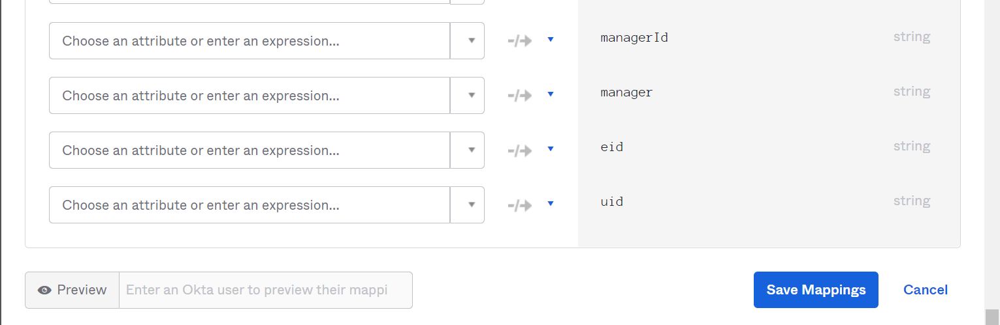 Choose an attribute or enter an expression... managerId string
Choose an attribute or enter an expression... manager string
Choose an attribute or enter an expression... eid string
Choose an attribute or enter an expression... uid string
Preview Enter an Okta user to preview their mappi Save Mappings Cancel